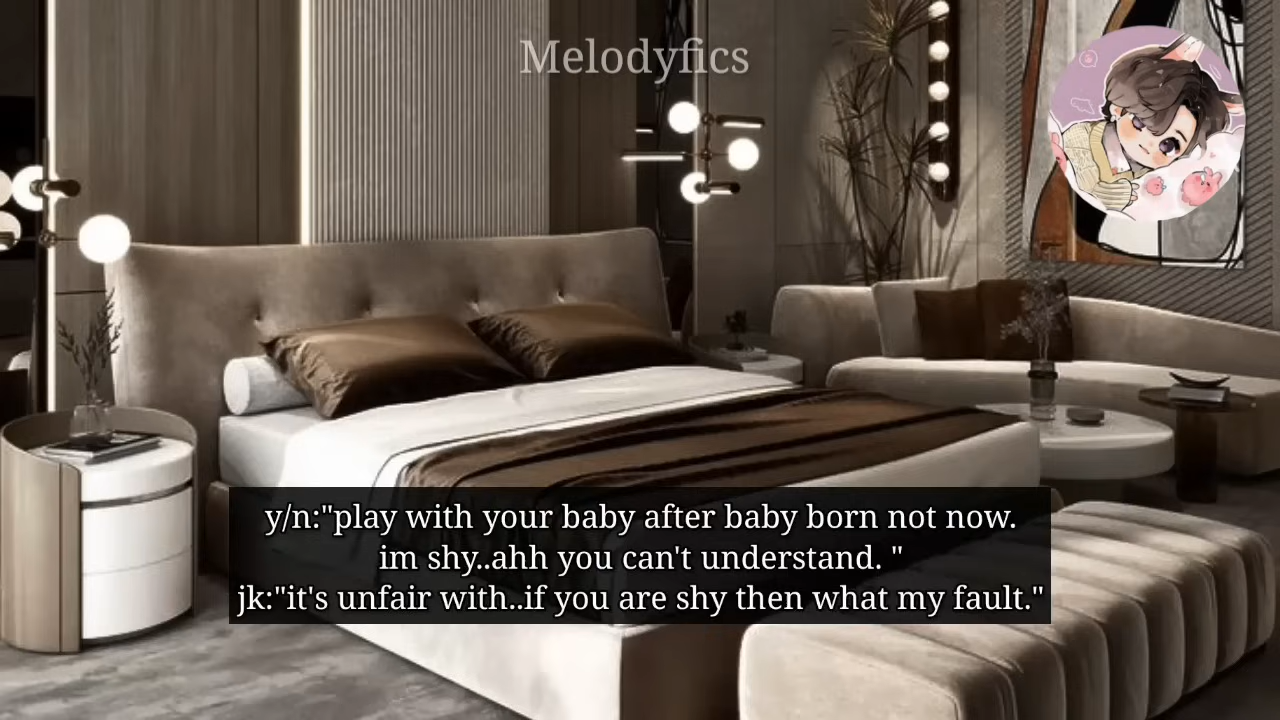 Melodyfics
y/n:"play with your baby after baby born not now.
im shy..ahh you can't understand. "
jk:"it's unfair with..if you are shy then what my fault."